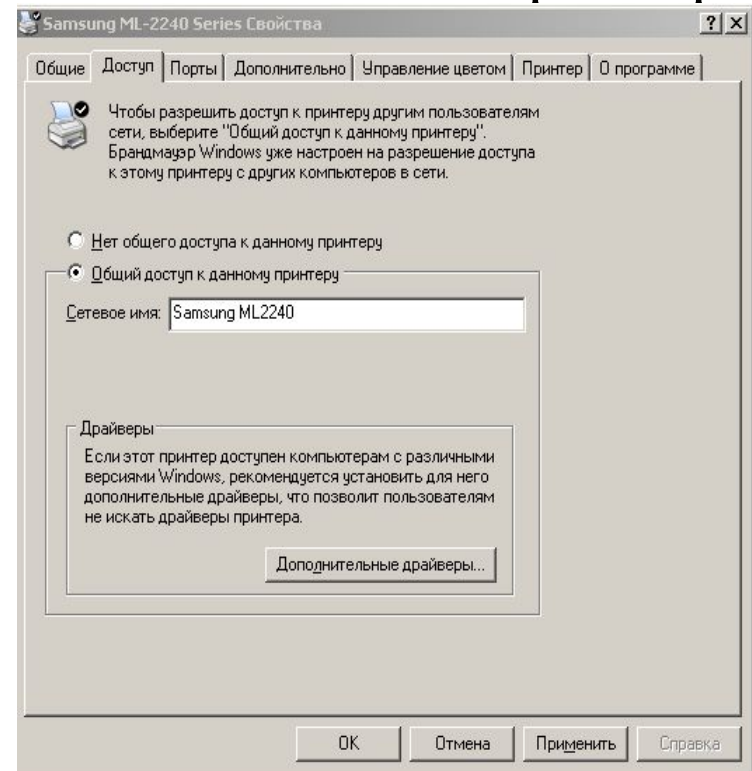 Samsung ML-2240 Series Свойства
Общие Доступ Порты Дополнительно Управление цветом Принтер О программе
Чтобы разрешить доступ к принтеру другим пользователям
сети, выберите "Общий доступ к данному принтеру".
Брандмауэр Windows уже настроен на разрешение доступа
к этому принтеру с других компьютеров в сети.
Нет общего доступа к данному принтеру
Общий доступ к данному принтеру
Сетевое имя: Samsung ML2240
Драйверы
Если этот принтер доступен компьютерам с различными
версиями Windows, рекомендуется установить для него
дополнительные драйверы, что позволит пользователям
не искать драйверы принтера.
Дополнительные драйверы...
OK Отмена Применить Справка